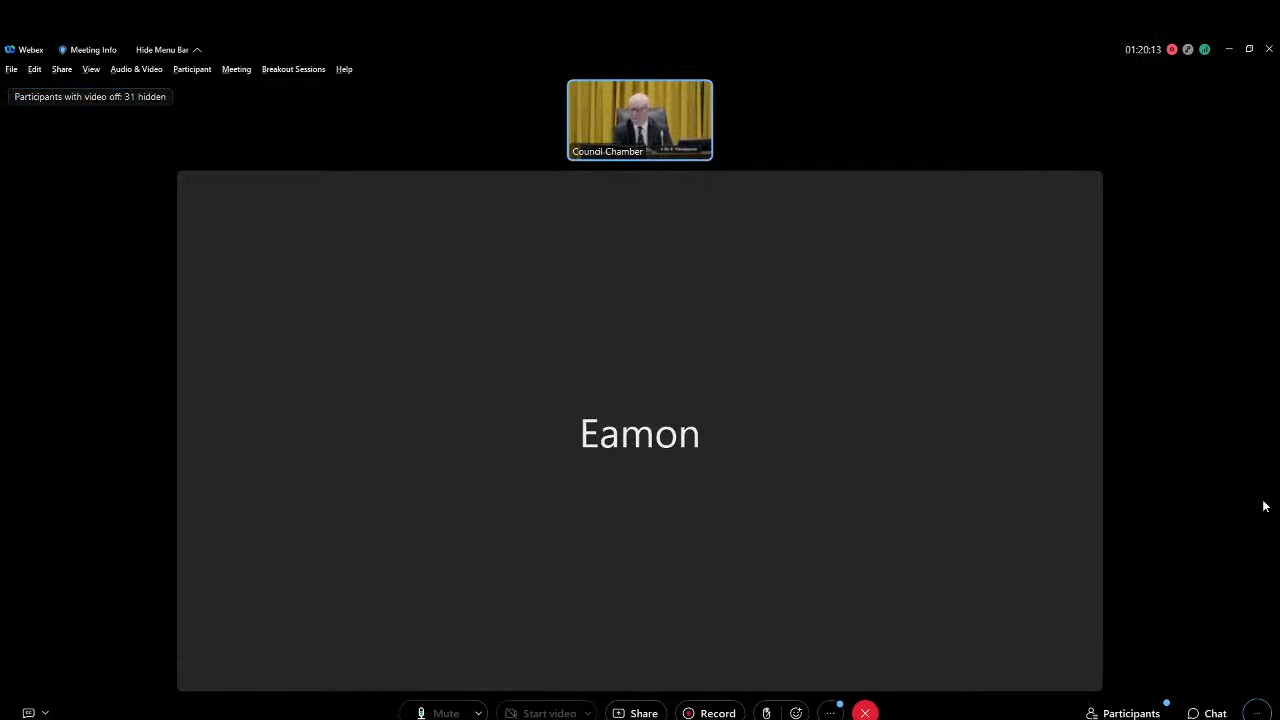 Webex Meeting Info Hide Menu Bar 01:20:13
File Edit Share View Audio & Video Participant Meeting Breakout Sessions Help
Participants with video off: 31 hidden
Council Chamber
Eamon
Mute Start video Share Record Participants Chat